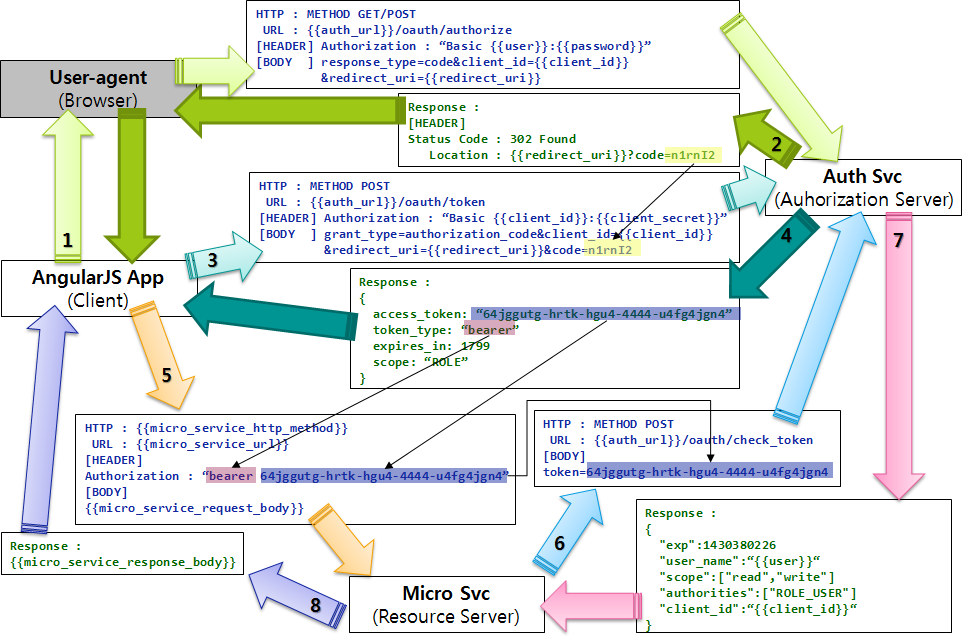 HTTP : METHOD GET/POST
URL : {{auth_url}}/oauth/authorize
[HEADER] Authorization : “Basic {{user}}:{{password}}”
[BODY  ] response_type=code&client_id={{client_id}}
&redirect_uri={{redirect_uri}}
User-agent
(Browser)
Response :
[HEADER]
Status Code : 302 Found
Location : {{redirect_uri}}?code=n1rnI2
2
Auth Svc
(Auhorization Server)
HTTP : METHOD POST
URL : {{auth_url}}/oauth/token
[HEADER] Authorization : “Basic {{client_id}}:{{client_secret}}”
[BODY  ] grant_type=authorization_code&client_id={{client_id}}
&redirect_uri={{redirect_uri}}&code=n1rnI2
1
3
4
7
AngularJS App
(Client)
Response :
{
access_token: “64jggutg-hrtk-hgu4-4444-u4fg4jgn4”
token_type: “bearer”
expires_in: 1799
scope: “ROLE”
}
5
HTTP : {{micro_service_http_method}}
URL : {{micro_service_url}}
[HEADER]
Authorization : “bearer 64jggutg-hrtk-hgu4-4444-u4fg4jgn4”
[BODY]
{{micro_service_request_body}}
HTTP : METHOD POST
URL : {{auth_url}}/oauth/check_token
[BODY]
token=64jggutg-hrtk-hgu4-4444-u4fg4jgn4
6
Response :
{{micro_service_response_body}}
Response :
{
"exp":1430380226
"user_name":“{{user}}“
"scope":["read","write"]
"authorities":["ROLE_USER"]
"client_id":“{{client_id}}“
}
8
Micro Svc
(Resource Server)